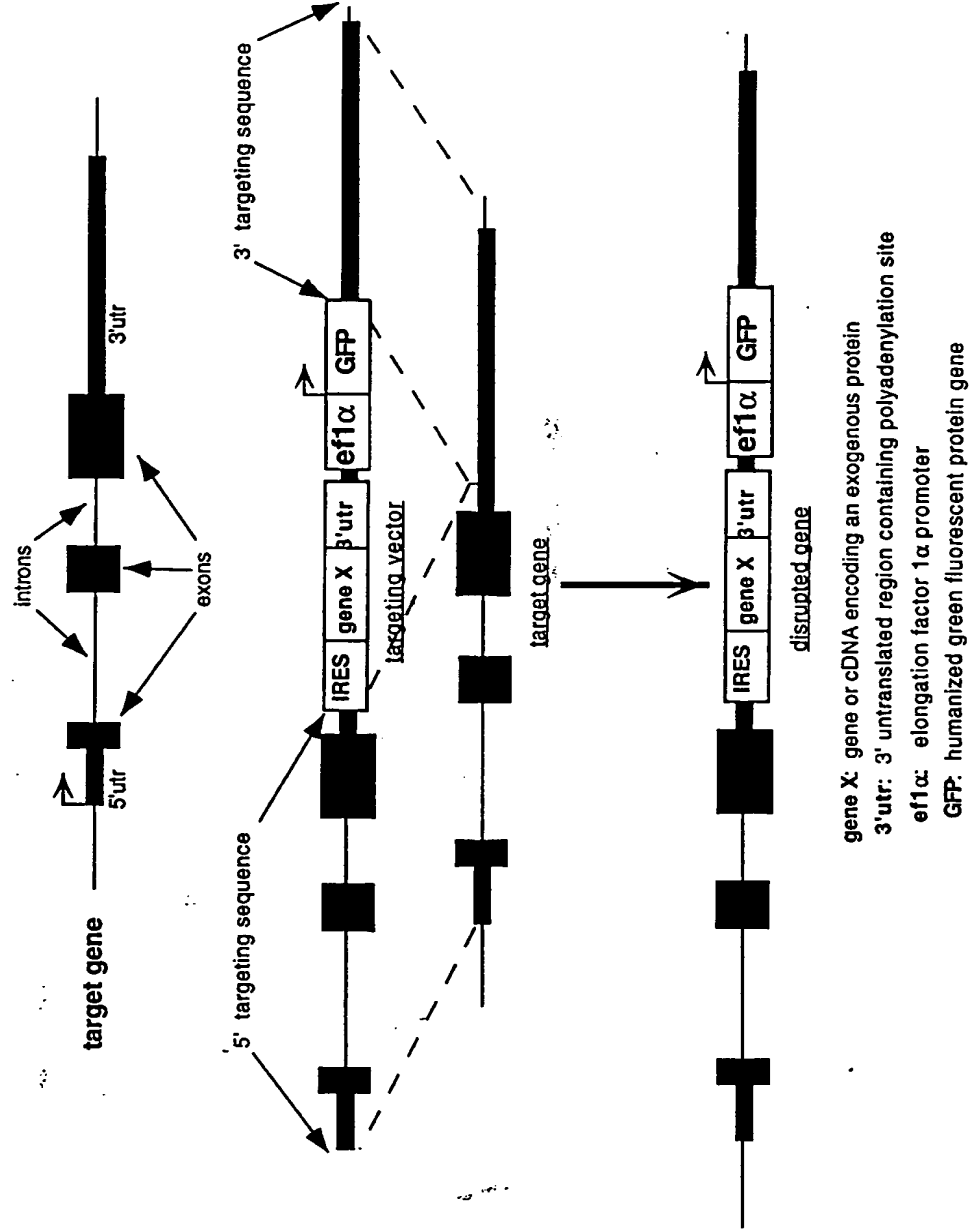 target gene
5'utr
introns
exons
3'utr
5' targeting sequence
3' targeting sequence
IRES
gene X
3'utr
ef1α
GFP
targeting vector
target gene
IRES
gene X
3'utr
ef1α
GFP
disrupted gene
gene X: gene or cDNA encoding an exogenous protein
3'utr: 3' untranslated region containing polyadenylation site
ef1α: elongation factor 1α promoter
GFP: humanized green fluorescent protein gene